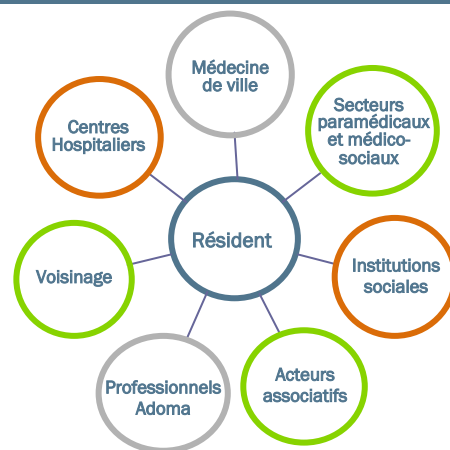 Médecine
de ville
Secteurs
paramédicaux
et médico-
sociaux
Centres
Hospitaliers
Résident
Institutions
sociales
Voisinage
Acteurs
associatifs
Professionnels
Adoma